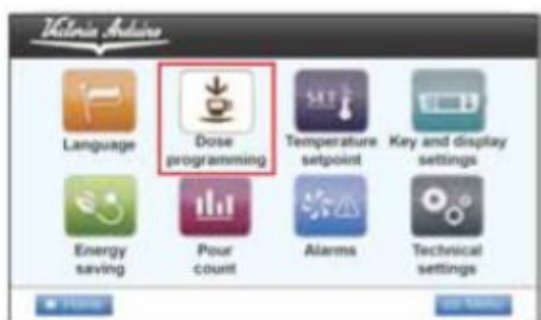 Victoria Arduino
SET
Language
Dose
programming
Temperature
setpoint
Key and display
settings
Energy
saving
Pour
count
Alarms
Technical
settings
Home